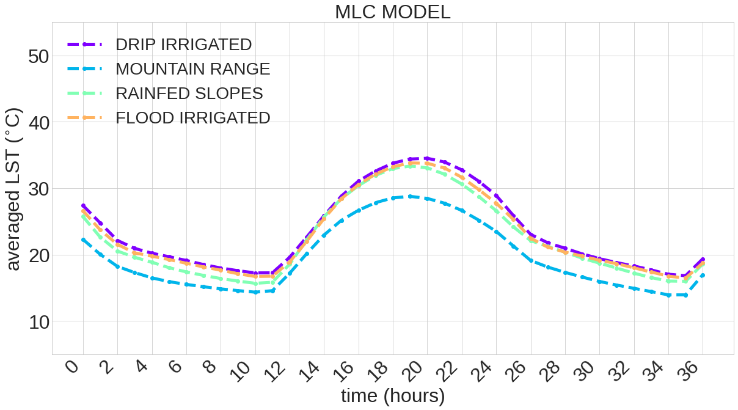 MLC MODEL
DRIP IRRIGATED
MOUNTAIN RANGE
RAINFED SLOPES
FLOOD IRRIGATED
averaged LST (°C)
50
40
30
20
10
0 2 4 6 8 10 12 14 16 18 20 22 24 26 28 30 32 34 36
time (hours)